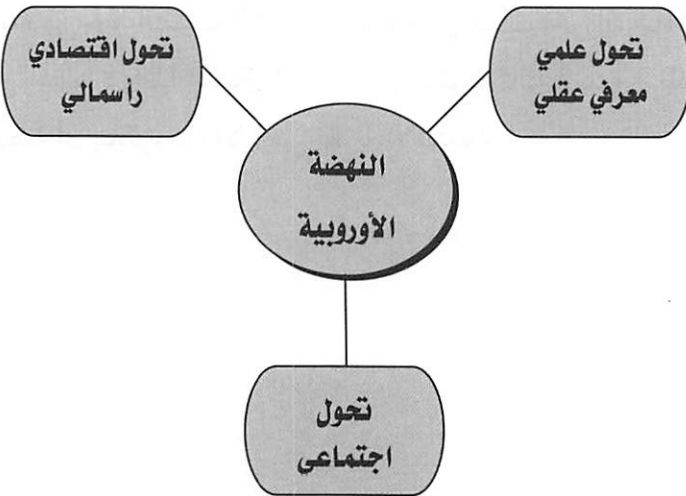 تحول علمي
معرفي عقلي
تحول اقتصادي
رأسمالي
النهضة
الأوروبية
تحول
اجتماعي